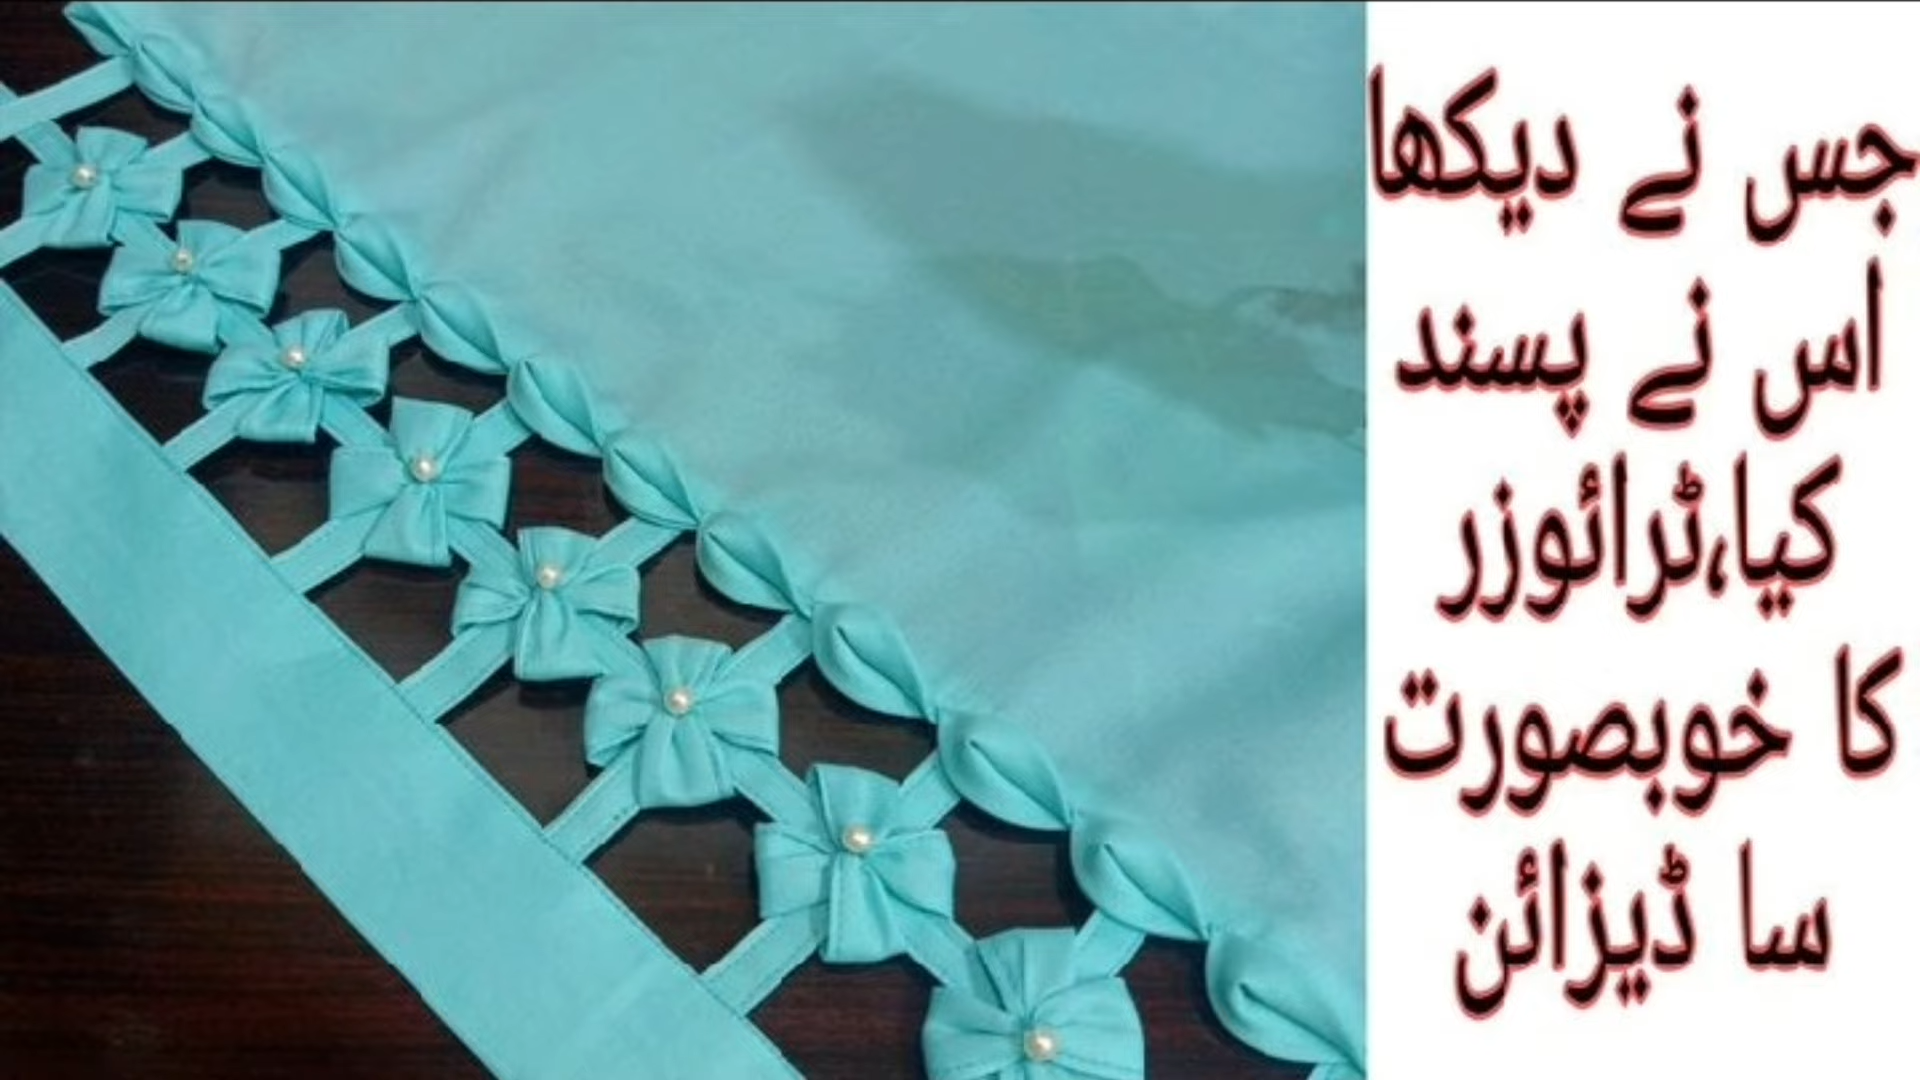 جس نے دیکھا
اس نے پسند
کیا،ٹرائوزر
کا خوبصورت
سا ڈیزائن